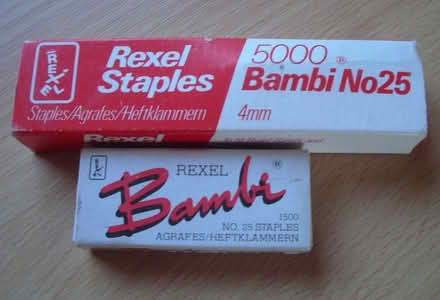 REXEL
Rexel
Staples
Staples/Agrafes/Heftklammern
5000 ®
Bambi No25
4mm
Rexel
REXEL
Bambi ®
1500
NO. 25 STAPLES
AGRAFES/HEFTKLAMMERN